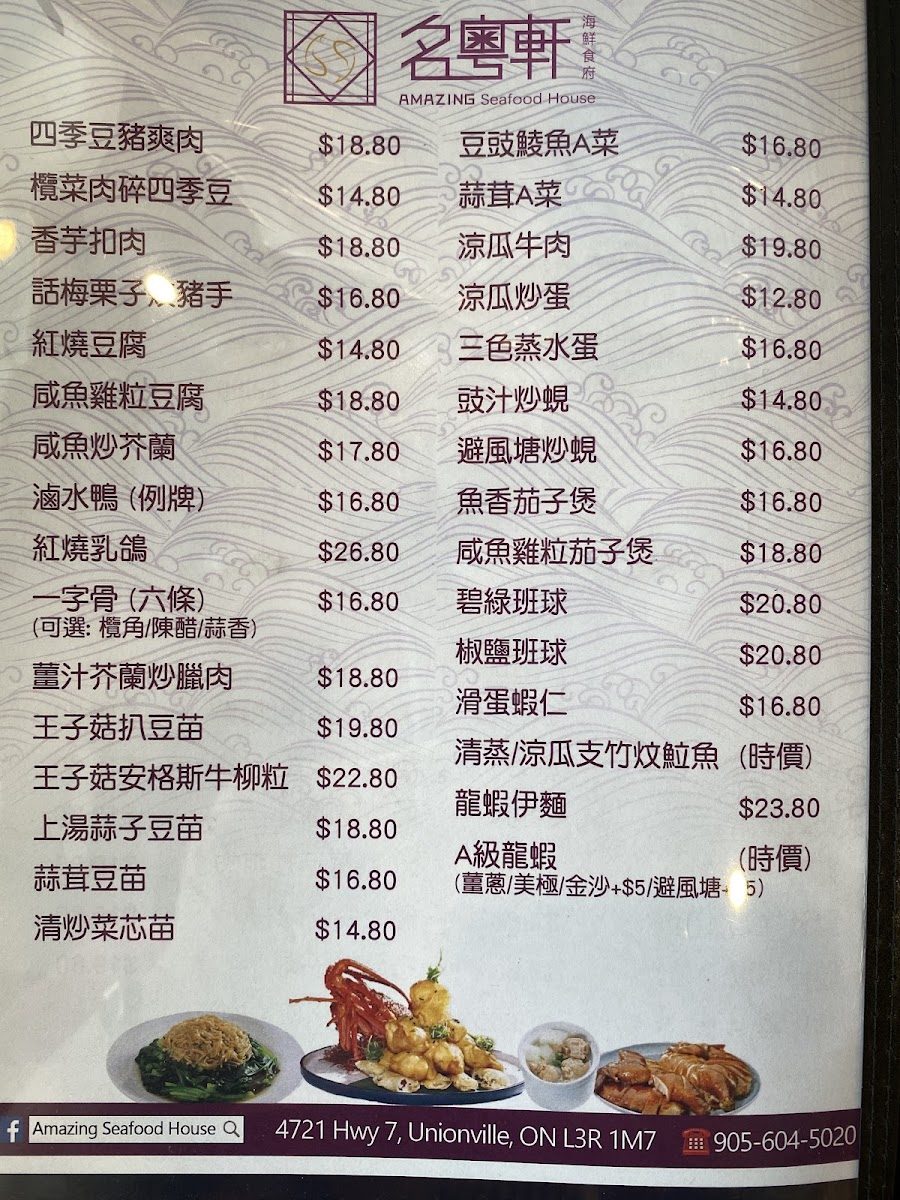 名粵軒
海鮮食府
AMAZING Seafood House
四季豆豬爽肉 $18.80
欖菜肉碎四季豆 $14.80
香芋扣肉 $18.80
話梅栗子 豬手 $16.80
紅燒豆腐 $14.80
咸魚雞粒豆腐 $18.80
咸魚炒芥蘭 $17.80
滷水鴨 (例牌) $16.80
紅燒乳鴿 $26.80
一字骨 (六條) $16.80
(可選: 欖角/陳醋/蒜香)
薑汁芥蘭炒臘肉 $18.80
王子菇扒豆苗 $19.80
王子菇安格斯牛柳粒 $22.80
上湯蒜子豆苗 $18.80
蒜茸豆苗 $16.80
清炒菜芯苗 $14.80
豆豉鯪魚A菜 $16.80
蒜茸A菜 $14.80
涼瓜牛肉 $19.80
涼瓜炒蛋 $12.80
三色蒸水蛋 $16.80
豉汁炒蜆 $14.80
避風塘炒蜆 $16.80
魚香茄子煲 $16.80
咸魚雞粒茄子煲 $18.80
碧綠班球 $20.80
椒鹽班球 $20.80
滑蛋蝦仁 $16.80
清蒸/涼瓜支竹炆鮏魚 (時價)
龍蝦伊麵 $23.80
A級龍蝦 (時價)
(薑蔥/美極/金沙+$5/避風塘+ 5)
Amazing Seafood House
4721 Hwy 7, Unionville, ON L3R 1M7
905-604-5020